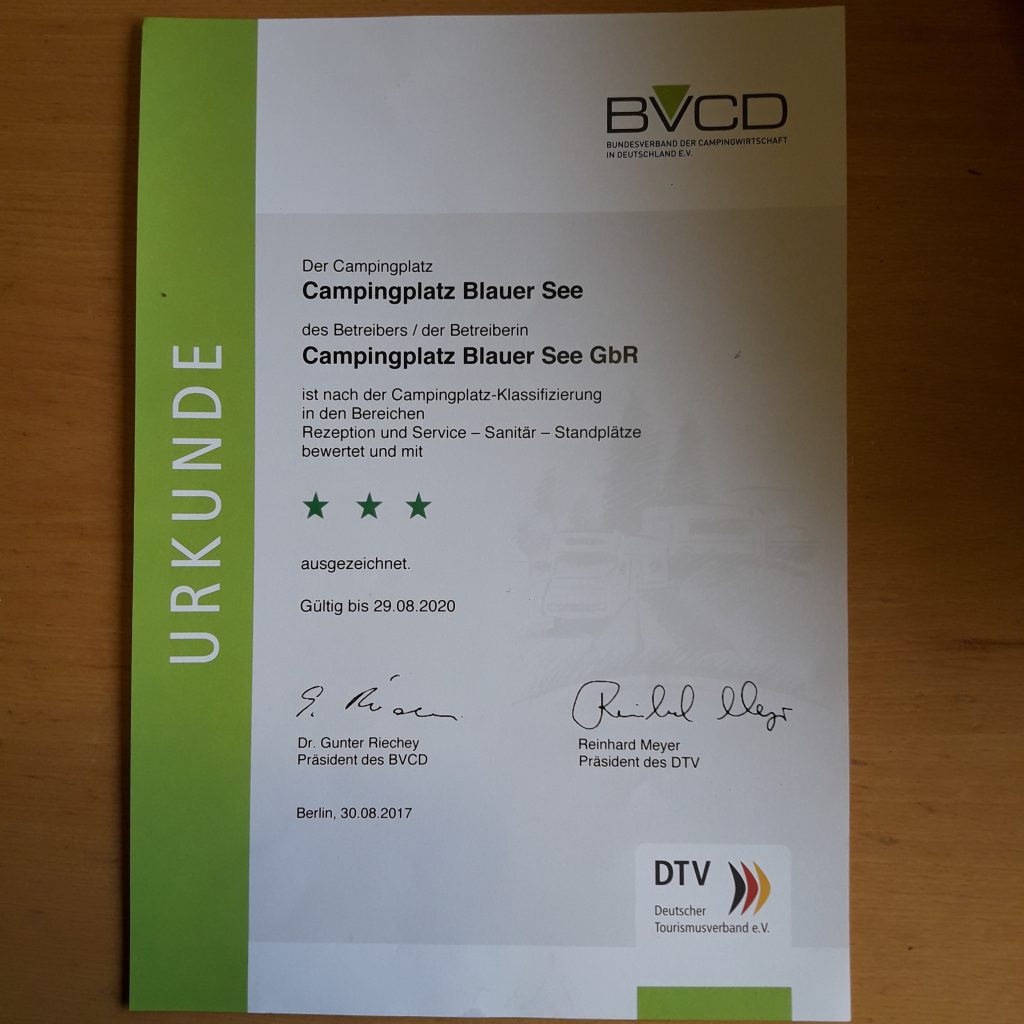 URKUNDE
BVCD
BUNDESVERBAND DER CAMPINGWIRTSCHAFT
IN DEUTSCHLAND E.V.
Der Campingplatz
Campingplatz Blauer See
des Betreibers / der Betreiberin
Campingplatz Blauer See GbR
ist nach der Campingplatz-Klassifizierung
in den Bereichen
Rezeption und Service – Sanitär – Standplätze
bewertet und mit
ausgezeichnet.
Gültig bis 29.08.2020
Reinhard Meyer
Dr. Gunter Riechey
Präsident des BVCD
Reinhard Meyer
Präsident des DTV
Berlin, 30.08.2017
DTV
Deutscher
Tourismusverband e.V.